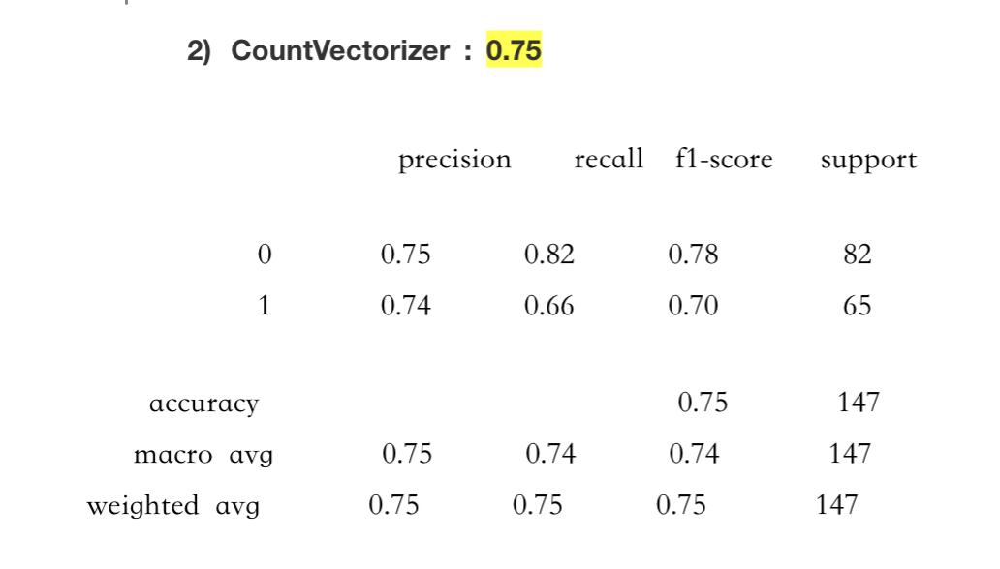 2) CountVectorizer : 0.75
precision recall f1-score support
0 0.75 0.82 0.78 82
1 0.74 0.66 0.70 65
accuracy 0.75 147
macro avg 0.75 0.74 0.74 147
weighted avg 0.75 0.75 0.75 147